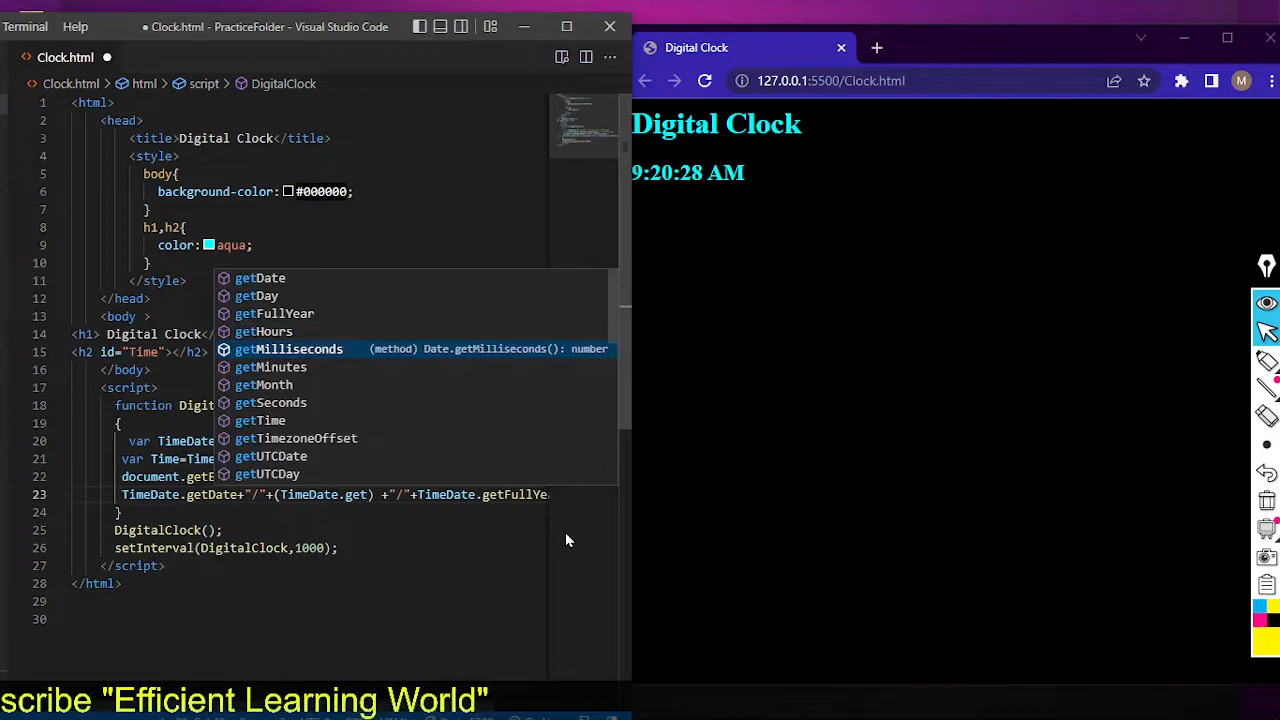 Terminal Help ● Clock.html - PracticeFolder - Visual Studio Code
Clock.html ●
Clock.html > html > script > DigitalClock
1 <html>
2 <head>
3 <title>Digital Clock</title>
4 <style>
5 body{
6 background-color: #000000;
7 }
8 h1,h2{
9 color: aqua;
10 }
11 </style>
12 </head>
13 <body >
14 <h1> Digital Clock</
15 <h2 id="Time"></h2>
16 </body>
17 <script>
18 function Digit
19 {
20 var TimeDate
21 var Time=Time
22 document.getE
23 TimeDate.getDate+"/"+(TimeDate.get) +"/"+TimeDate.getFullYea
24 }
25 DigitalClock();
26 setInterval(DigitalClock,1000);
27 </script>
28 </html>
29
30
getDate
getDay
getFullYear
getHours
getMilliseconds (method) Date.getMilliseconds(): number
getMinutes
getMonth
getSeconds
getTime
getTimezoneOffset
getUTCDate
getUTCDay
Digital Clock
127.0.0.1:5500/Clock.html
M
Digital Clock
9:20:28 AM
scribe "Efficient Learning World"